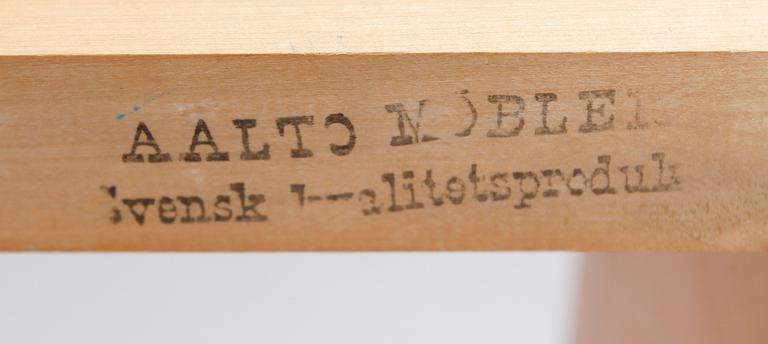 AALTO MÖBLER
Svensk kvalitetsprodukt